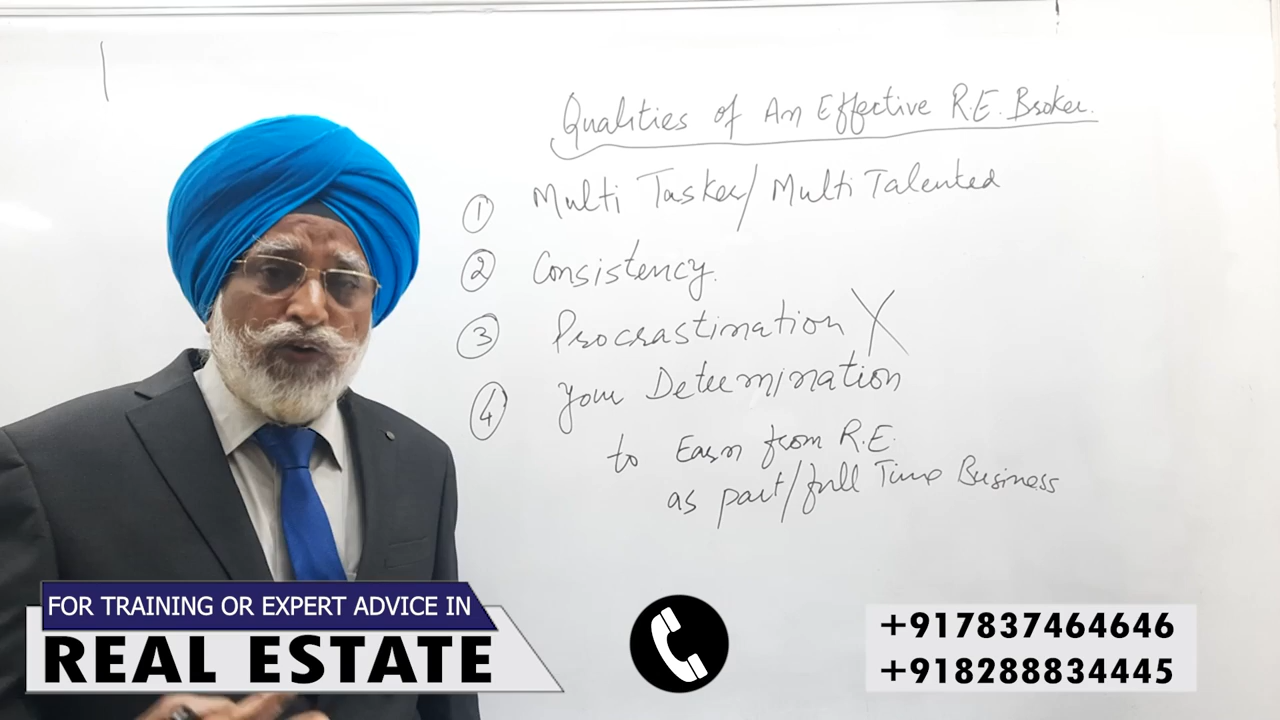 Qualities of An Effective R.E. Broker.
① Multi Tasker/Multi Talented
② Consistency.
③ Procrastination X
④ Your Determination
to Earn from R.E.
as part/full Time Business
FOR TRAINING OR EXPERT ADVICE IN
REAL ESTATE
+917837464646
+918288834445